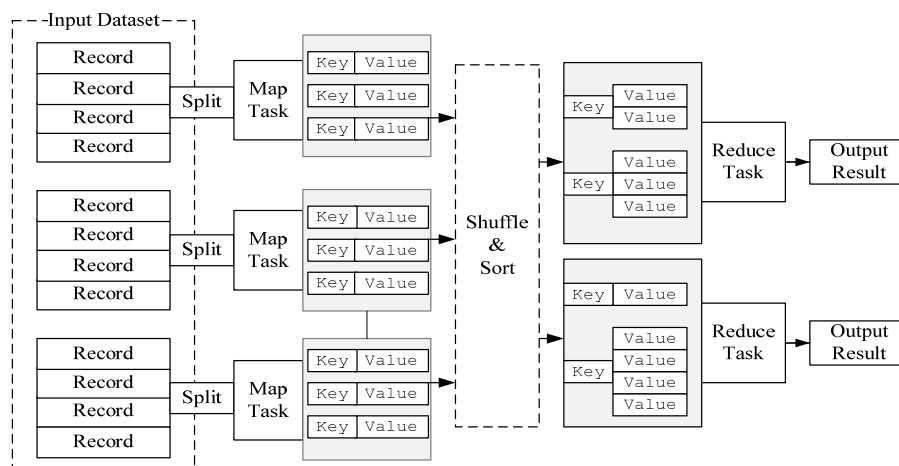 Input Dataset
Record
Record
Record
Record
Split
Map
Task
Key Value
Key Value
Key Value
Record
Record
Record
Record
Split
Map
Task
Key Value
Key Value
Key Value
Record
Record
Record
Record
Split
Map
Task
Key Value
Key Value
Key Value
Shuffle
&
Sort
Key
Value
Value
Key
Value
Value
Value
Reduce
Task
Output
Result
Key Value
Key
Value
Value
Value
Value
Reduce
Task
Output
Result